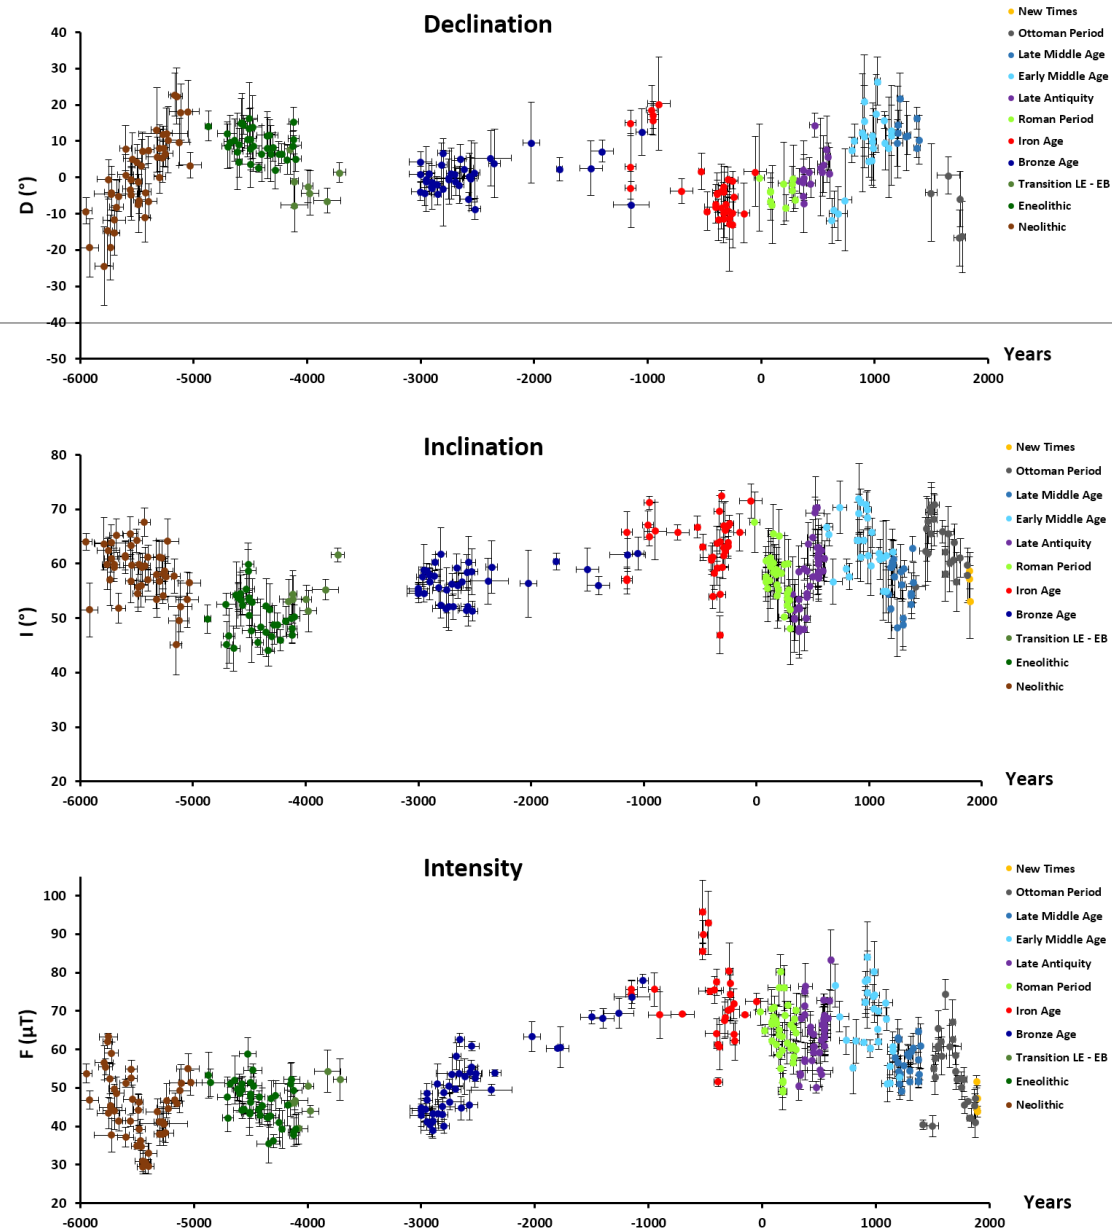 Declination
New Times
Ottoman Period
Late Middle Age
Early Middle Age
Late Antiquity
Roman Period
Iron Age
Bronze Age
Transition LE - EB
Eneolithic
Neolithic
D (°)
40
30
20
10
0
-10
-20
-30
-40
-50
-6000 -5000 -4000 -3000 -2000 -1000 0 1000 2000
Years
Inclination
New Times
Ottoman Period
Late Middle Age
Early Middle Age
Late Antiquity
Roman Period
Iron Age
Bronze Age
Transition LE - EB
Eneolithic
Neolithic
I (°)
80
70
60
50
40
30
20
-6000 -5000 -4000 -3000 -2000 -1000 0 1000 2000
Years
Intensity
New Times
Ottoman Period
Late Middle Age
Early Middle Age
Late Antiquity
Roman Period
Iron Age
Bronze Age
Transition LE - EB
Eneolithic
Neolithic
F (μT)
100
90
80
70
60
50
40
30
20
-6000 -5000 -4000 -3000 -2000 -1000 0 1000 2000
Years